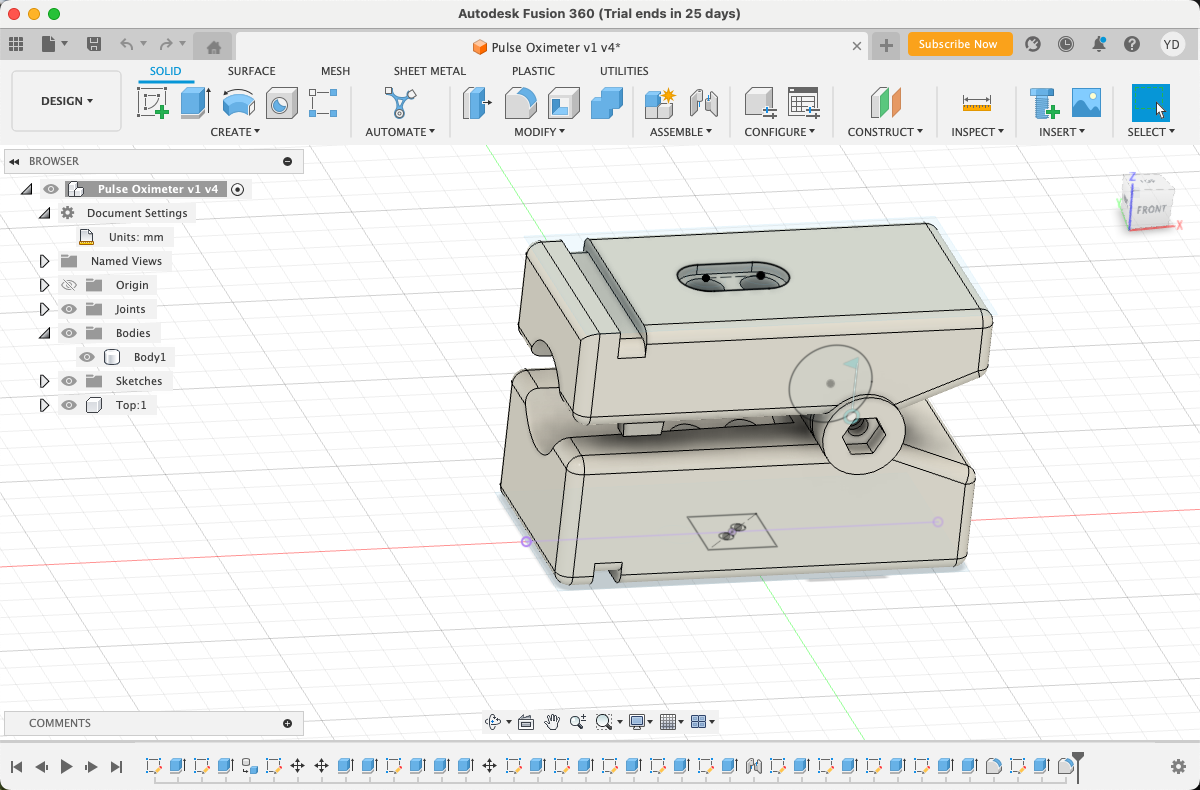 Autodesk Fusion 360 (Trial ends in 25 days)
Pulse Oximeter v1 v4*
Subscribe Now
YD
SOLID
SURFACE
MESH
SHEET METAL
PLASTIC
UTILITIES
DESIGN
CREATE
AUTOMATE
MODIFY
ASSEMBLE
CONFIGURE
CONSTRUCT
INSPECT
INSERT
SELECT
BROWSER
Pulse Oximeter v1 v4
Document Settings
Units: mm
Named Views
Origin
Joints
Bodies
Body1
Sketches
Top:1
Z
FRONT
X
COMMENTS